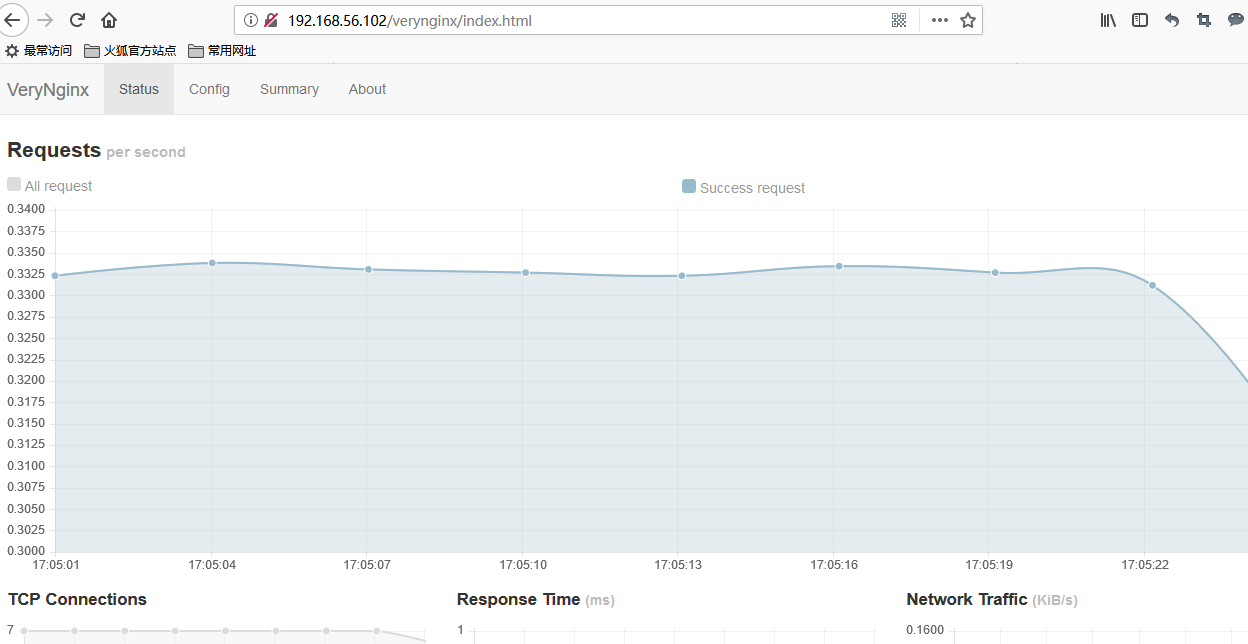 192.168.56.102/verynginx/index.html
最常访问 火狐官方站点 常用网址
VeryNginx Status Config Summary About
Requests per second
All request Success request
0.3400
0.3375
0.3350
0.3325
0.3300
0.3275
0.3250
0.3225
0.3200
0.3175
0.3150
0.3125
0.3100
0.3075
0.3050
0.3025
0.3000
17:05:01 17:05:04 17:05:07 17:05:10 17:05:13 17:05:16 17:05:19 17:05:22
TCP Connections Response Time (ms) Network Traffic (KiB/s)
7 1 0.1600